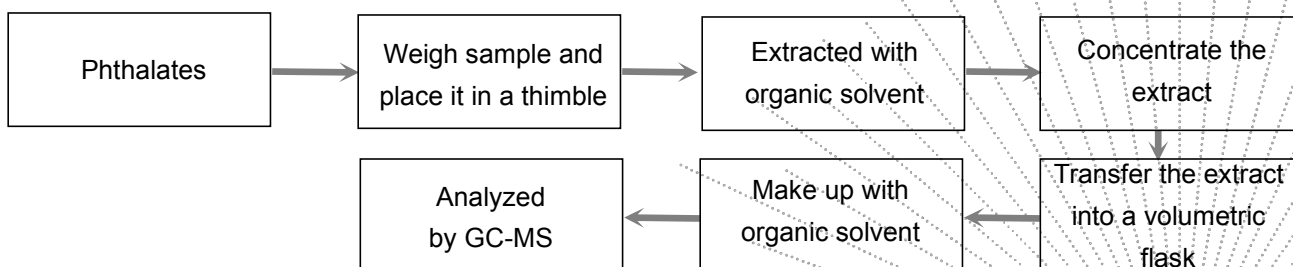 Phthalates
Weigh sample and
place it in a thimble
Extracted with
organic solvent
Concentrate the
extract
Transfer the extract
into a volumetric
flask
Make up with
organic solvent
Analyzed
by GC-MS